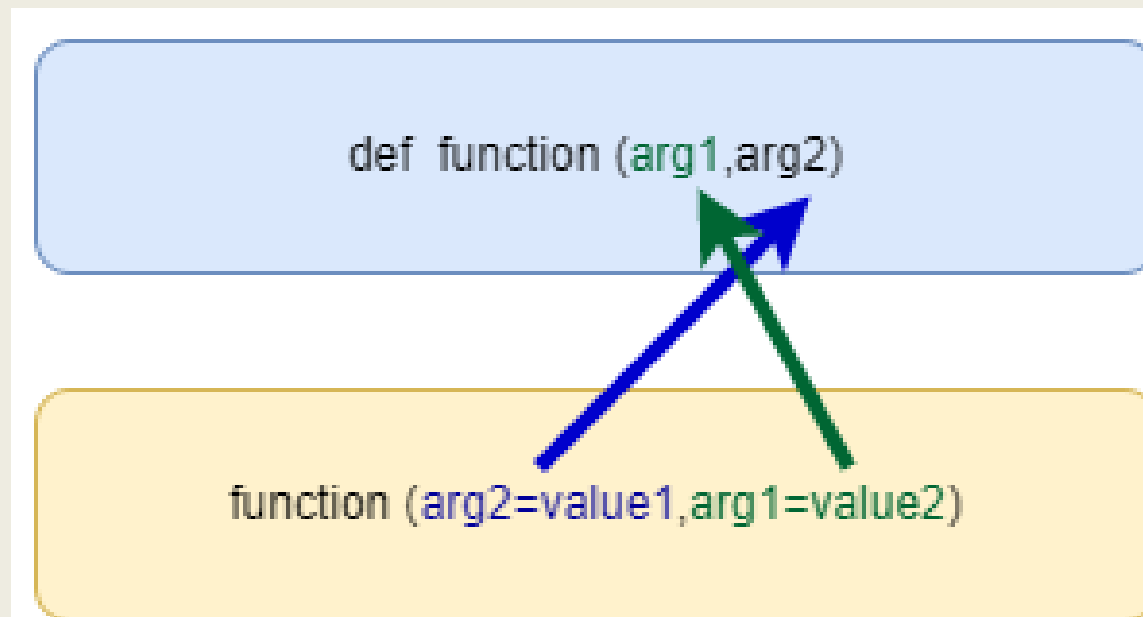 def function (arg1,arg2)
function (arg2=value1,arg1=value2)